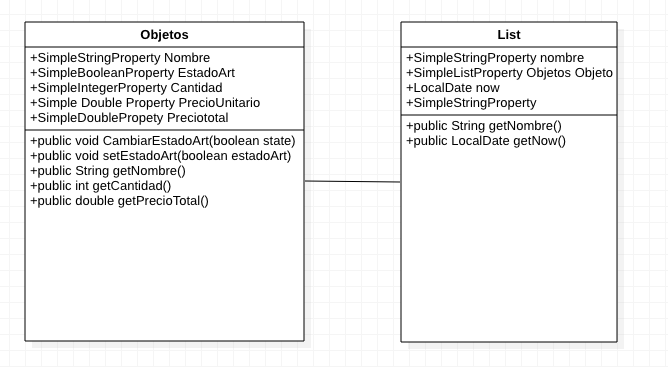 Objetos
+SimpleStringProperty Nombre
+SimpleBooleanProperty EstadoArt
+SimpleIntegerProperty Cantidad
+Simple Double Property PrecioUnitario
+SimpleDoublePropety Preciototal
+public void CambiarEstadoArt(boolean state)
+public void setEstadoArt(boolean estadoArt)
+public String getNombre()
+public int getCantidad()
+public double getPrecioTotal()
List
+SimpleStringProperty nombre
+SimpleListProperty Objetos Objeto
+LocalDate now
+SimpleStringProperty
+public String getNombre()
+public LocalDate getNow()